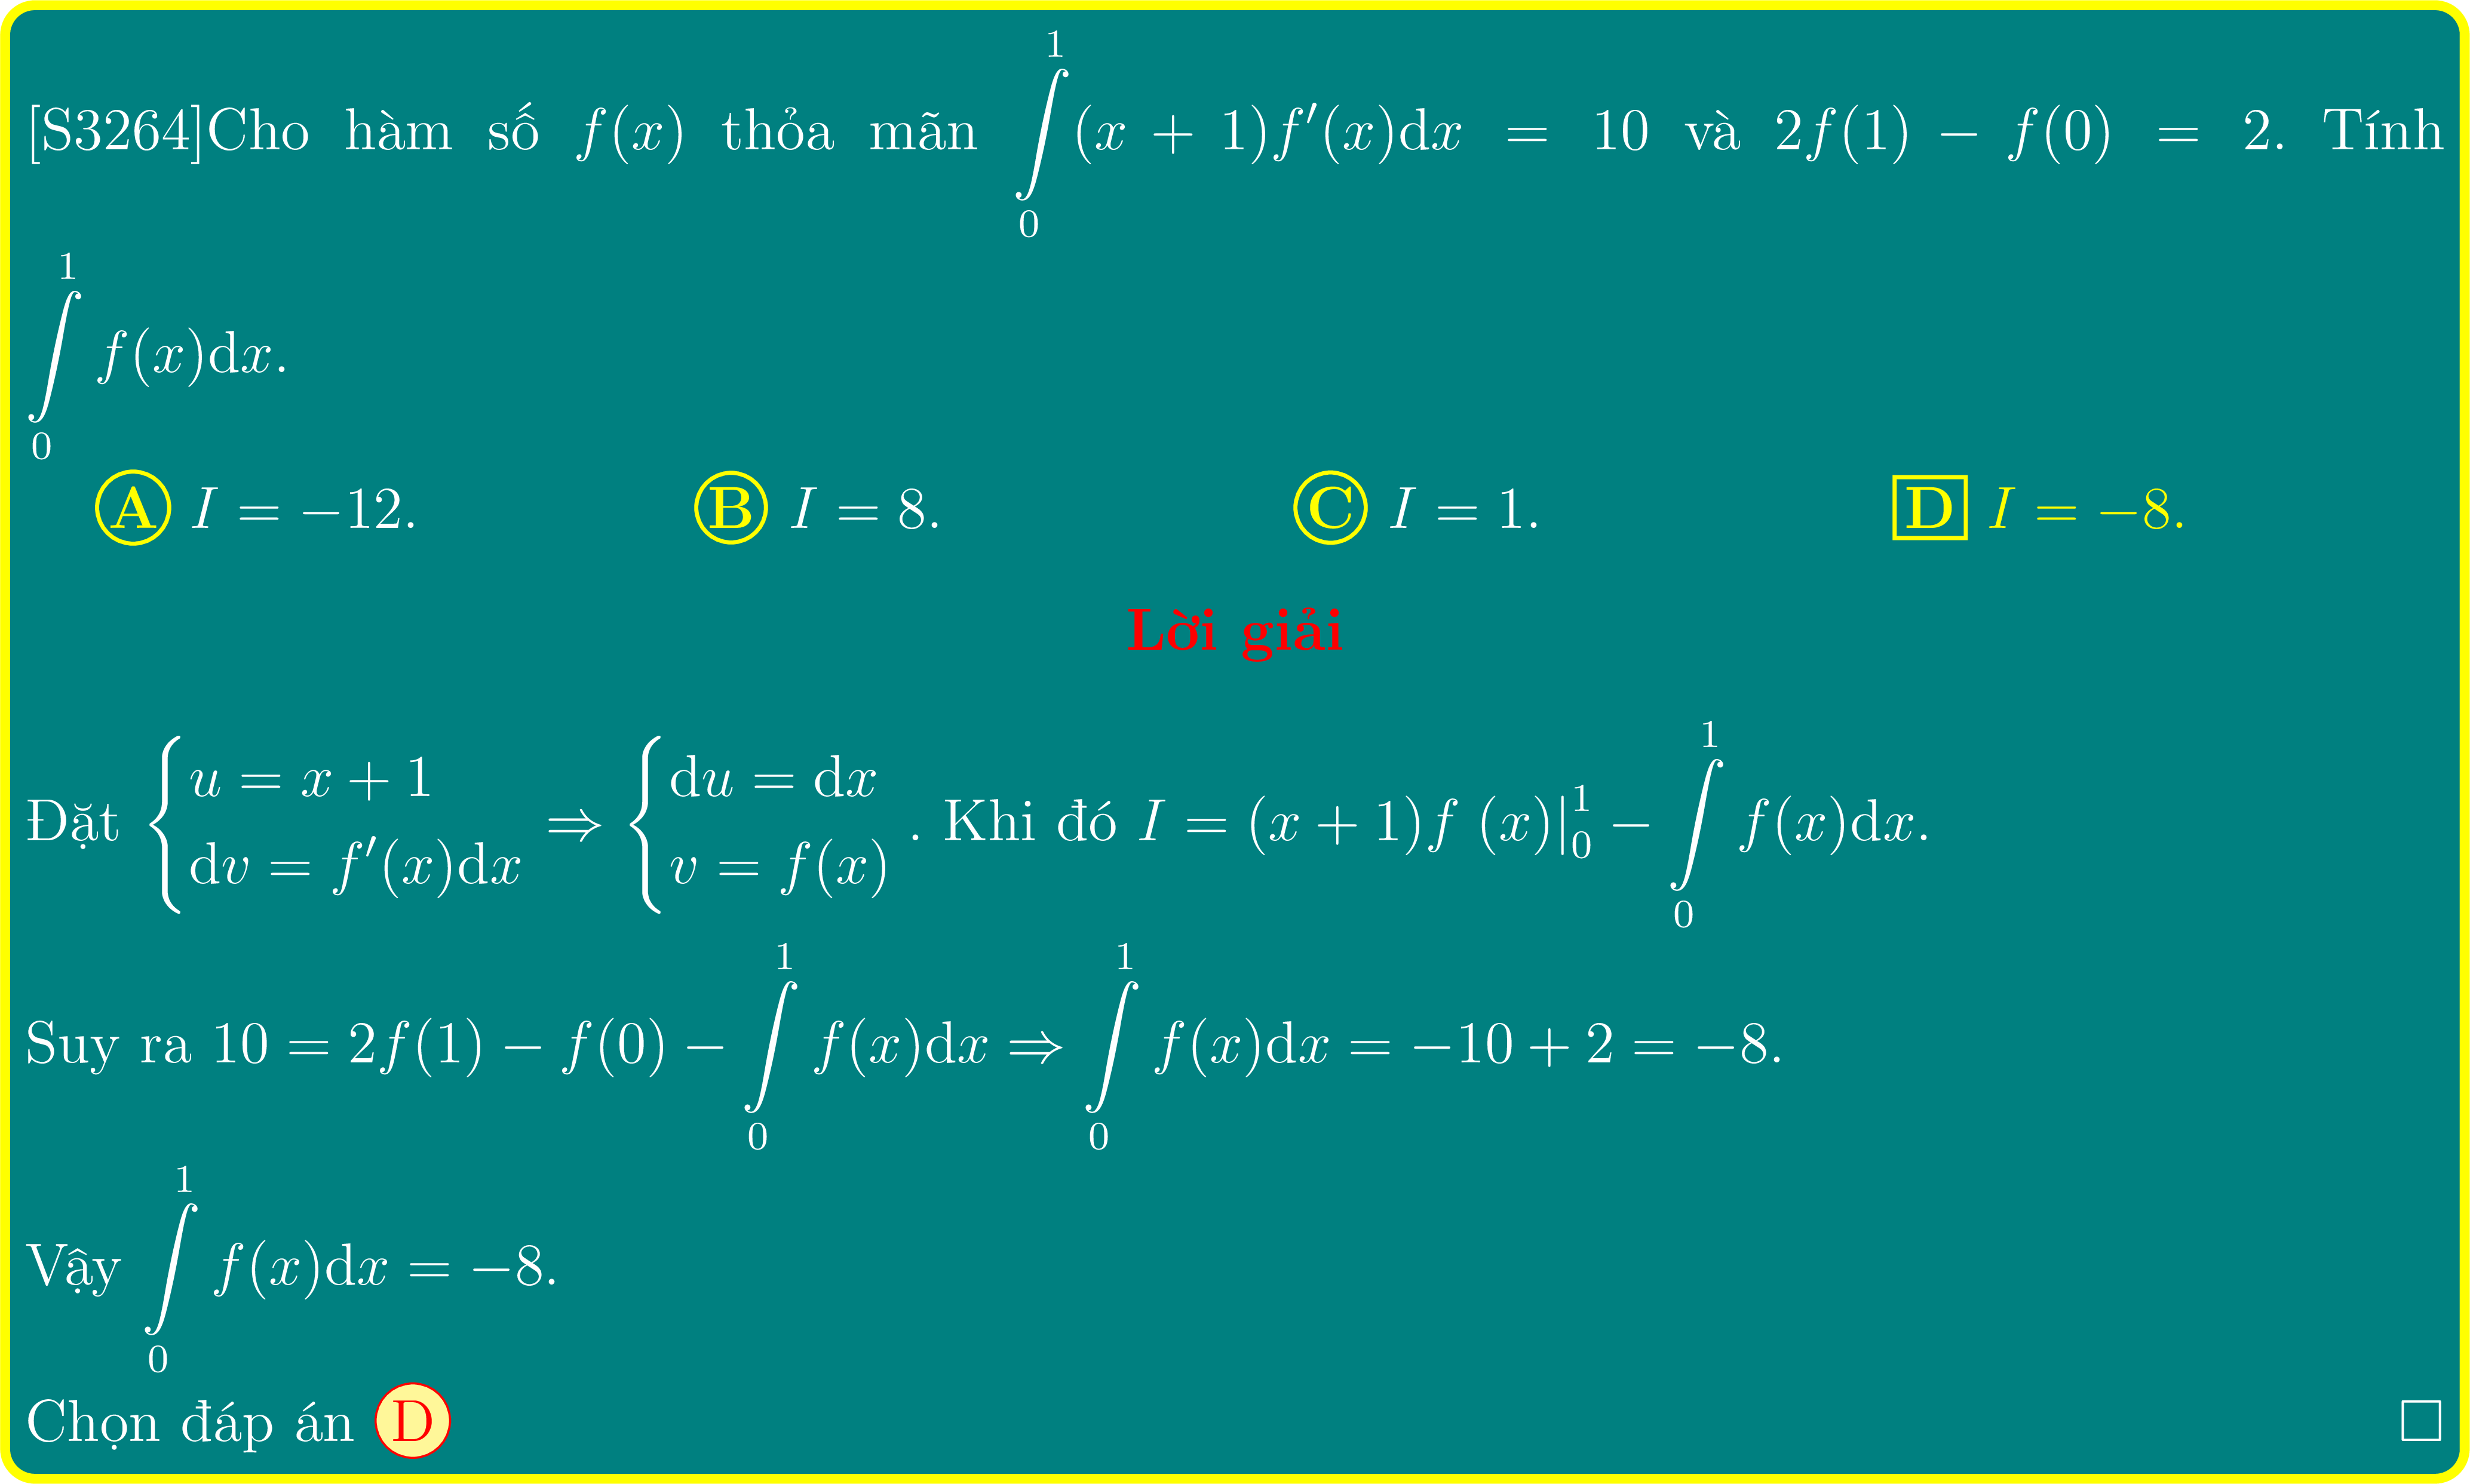 [S3264]Cho hàm số $f(x)$ thỏa mãn $\int\limits_0^1 (x+1)f'(x)\mathrm{d}x = 10$ và $2f(1) - f(0) = 2$. Tính
$\int\limits_0^1 f(x)\mathrm{d}x$.
Ⓐ $I = -12$. Ⓑ $I = 8$. Ⓒ $I = 1$. D $I = -8$.
Lời giải
Đặt $\begin{cases} u = x + 1 \\ \mathrm{d}v = f'(x)\mathrm{d}x \end{cases} \Rightarrow \begin{cases} \mathrm{d}u = \mathrm{d}x \\ v = f(x) \end{cases}$. Khi đó $I = (x+1)f(x)|_0^1 - \int\limits_0^1 f(x)\mathrm{d}x$.
Suy ra $10 = 2f(1) - f(0) - \int\limits_0^1 f(x)\mathrm{d}x \Rightarrow \int\limits_0^1 f(x)\mathrm{d}x = -10 + 2 = -8$.
Vậy $\int\limits_0^1 f(x)\mathrm{d}x = -8$.
Chọn đáp án Ⓓ □